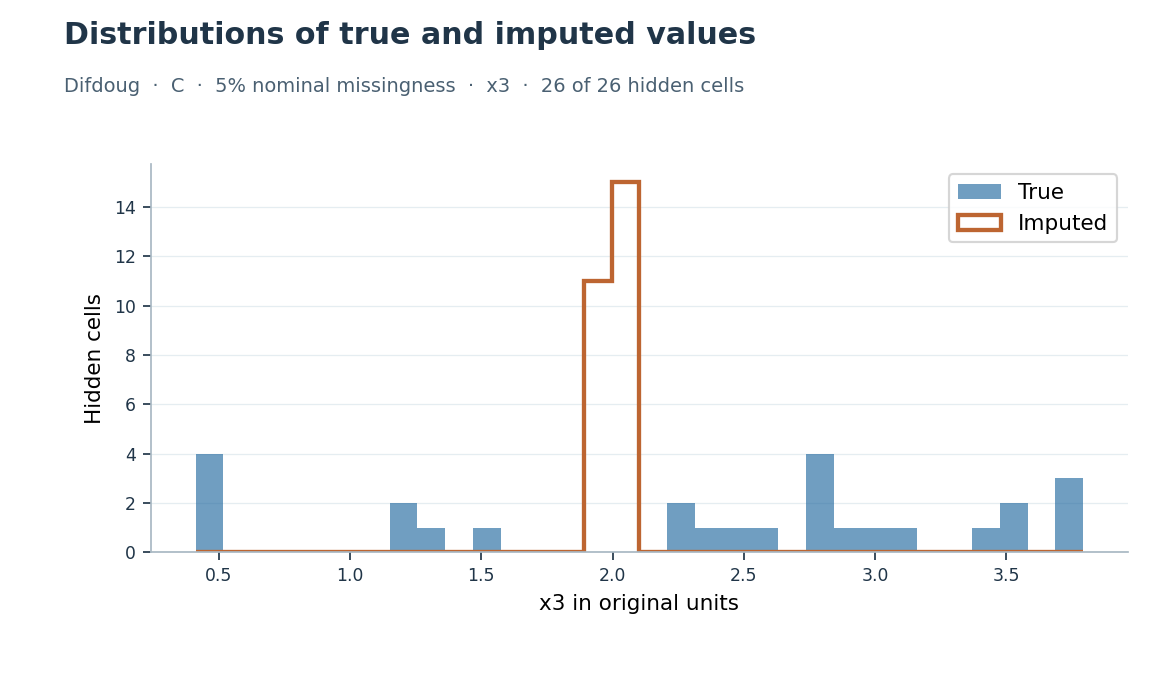 Distributions of true and imputed values
Difdoug · C · 5% nominal missingness · x3 · 26 of 26 hidden cells
True
Imputed
Hidden cells
14
12
10
8
6
4
2
0
0.5 1.0 1.5 2.0 2.5 3.0 3.5
x3 in original units